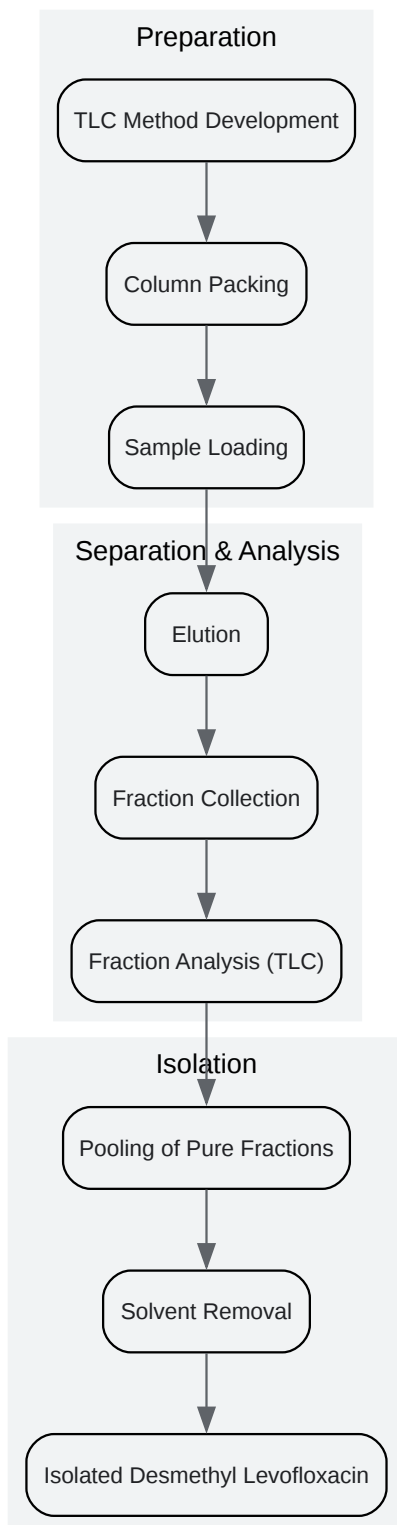 Preparation
TLC Method Development
Column Packing
Sample Loading
Separation & Analysis
Elution
Fraction Collection
Fraction Analysis (TLC)
Isolation
Pooling of Pure Fractions
Solvent Removal
Isolated Desmethyl Levofloxacin